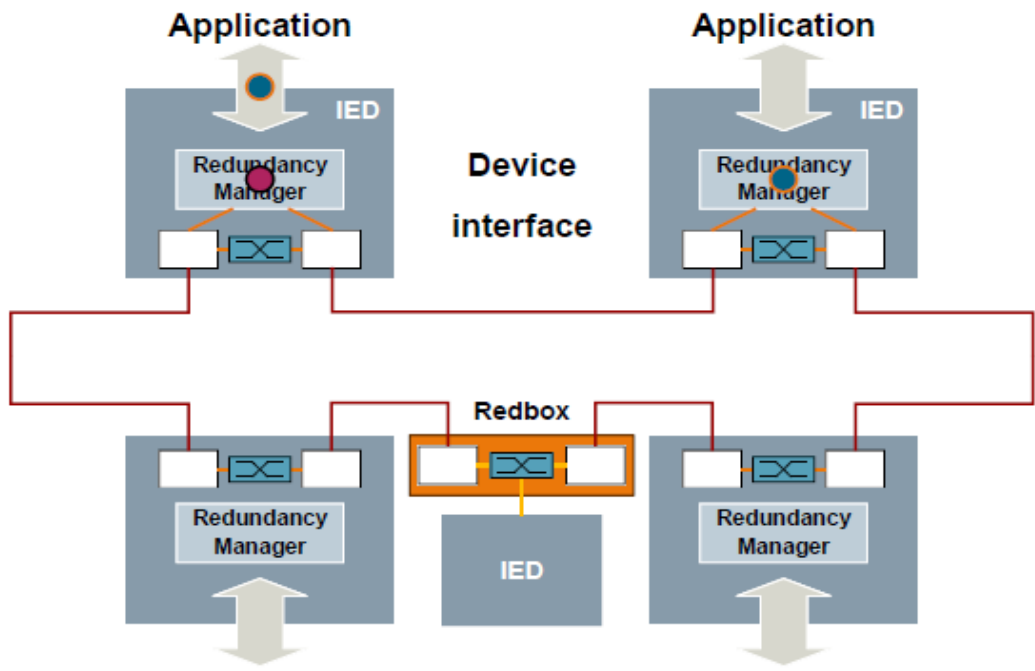 Application
Application
IED
IED
Redundancy
Manager
Device
interface
Redundancy
Manager
Redbox
Redundancy
Manager
IED
Redundancy
Manager